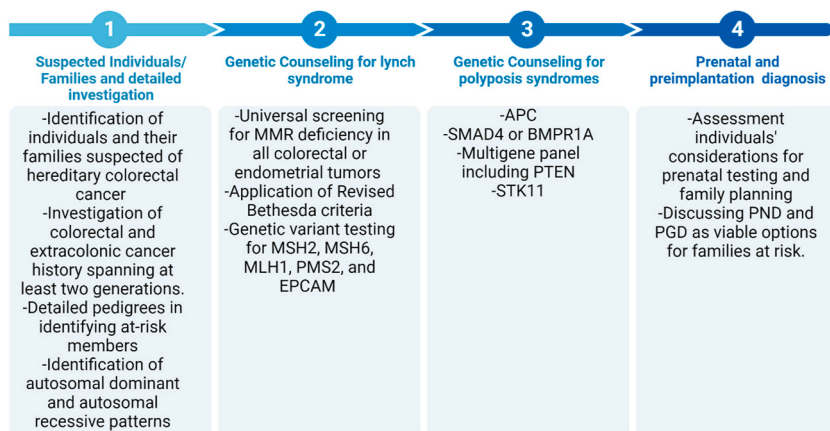 1
Suspected Individuals/
Families and detailed
investigation
-Identification of
individuals and their
families suspected of
hereditary colorectal
cancer
-Investigation of
colorectal and
extracolonic cancer
history spanning at
least two generations.
-Detailed pedigrees in
identifying at-risk
members
-Identification of
autosomal dominant
and autosomal
recessive patterns
2
Genetic Counseling for lynch
syndrome
-Universal screening
for MMR deficiency in
all colorectal or
endometrial tumors
-Application of Revised
Bethesda criteria
-Genetic variant testing
for MSH2, MSH6,
MLH1, PMS2, and
EPCAM
3
Genetic Counseling for
polyposis syndromes
-APC
-SMAD4 or BMPR1A
-Multigene panel
including PTEN
-STK11
4
Prenatal and
preimplantation diagnosis
-Assessment
individuals'
considerations for
prenatal testing and
family planning
-Discussing PND and
PGD as viable options
for families at risk.